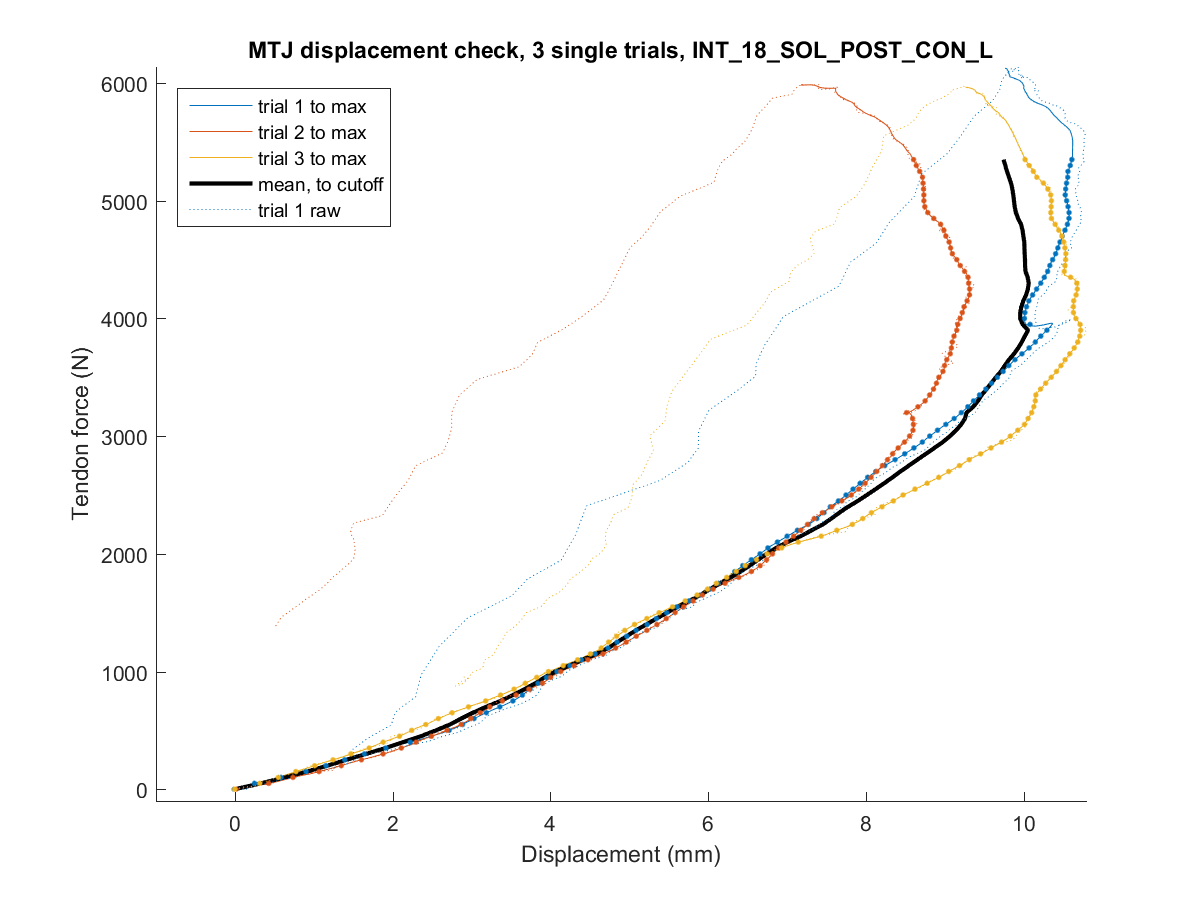 MTJ displacement check, 3 single trials, INT_18_SOL_POST_CON_L
trial 1 to max
trial 2 to max
trial 3 to max
mean, to cutoff
trial 1 raw
6000
5000
4000
3000
2000
1000
0
Tendon force (N)
0 2 4 6 8 10
Displacement (mm)